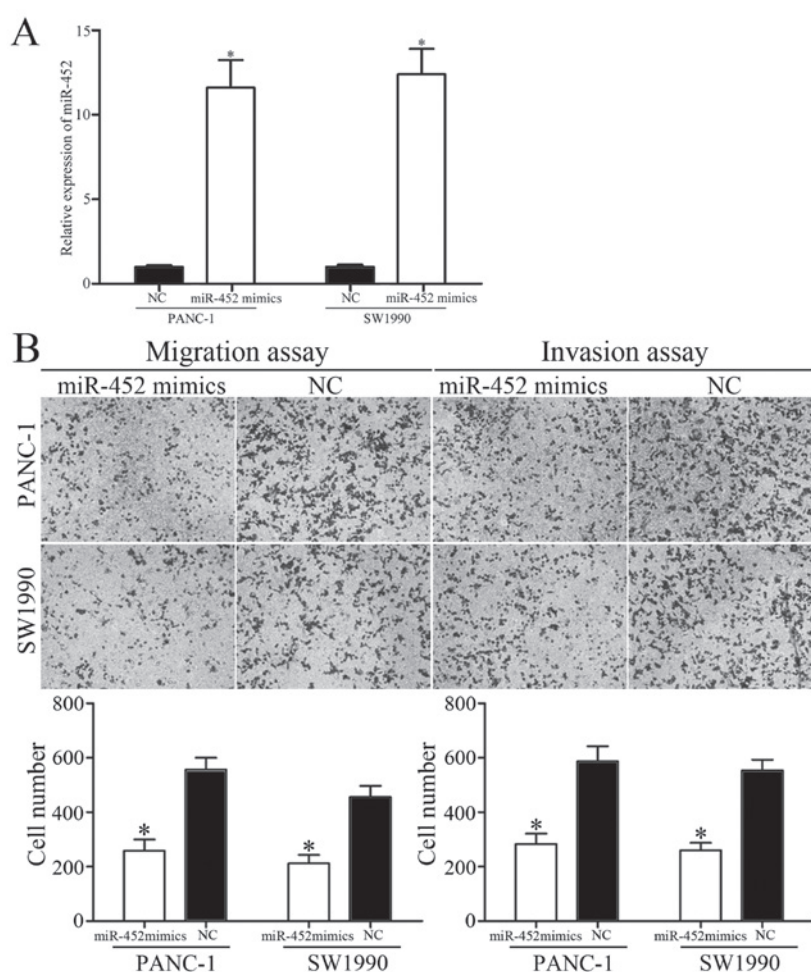 A
Relative expression of miR-452
15
10
5
0
*
*
NC miR-452 mimics NC miR-452 mimics
PANC-1 SW1990
B
Migration assay Invasion assay
miR-452 mimics NC miR-452 mimics NC
PANC-1
SW1990
Cell number
800
600
400
200
0
*
*
miR-452mimics NC miR-452mimics NC
PANC-1 SW1990
Cell number
800
600
400
200
0
*
*
miR-452mimics NC miR-452mimics NC
PANC-1 SW1990